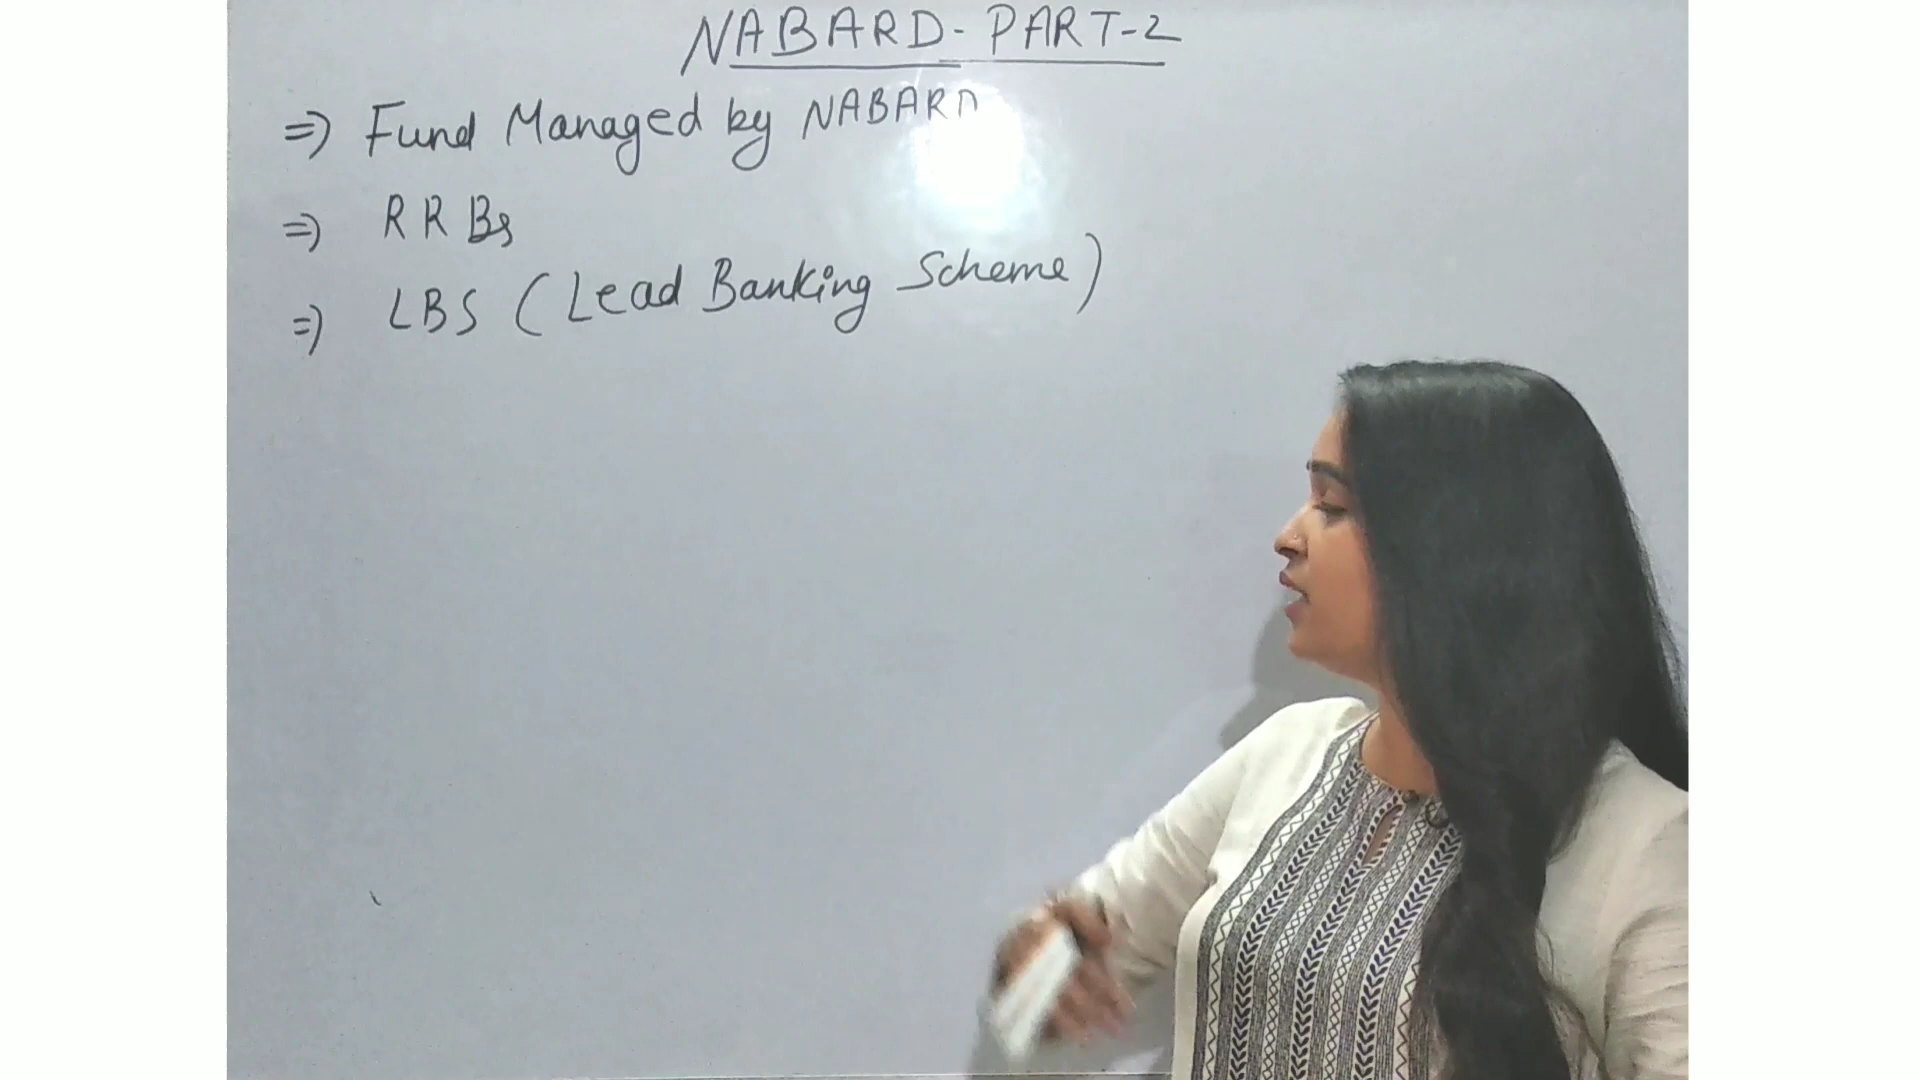 NABARD - PART-2
⇒ Fund Managed by NABARD
⇒ RRBs
⇒ LBS (Lead Banking Scheme)